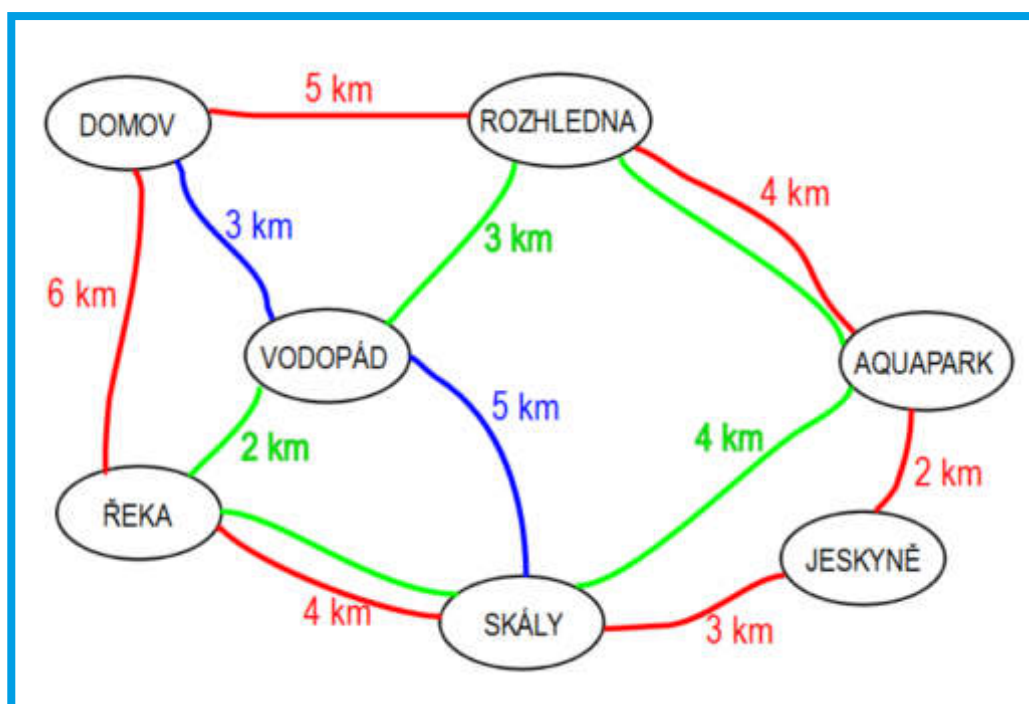 5 km
DOMOV
ROZHLEDNA
4 km
3 km
3 km
6 km
VODOPÁD
AQUAPARK
5 km
2 km
4 km
2 km
ŘEKA
JESKYNĚ
4 km
SKÁLY
3 km